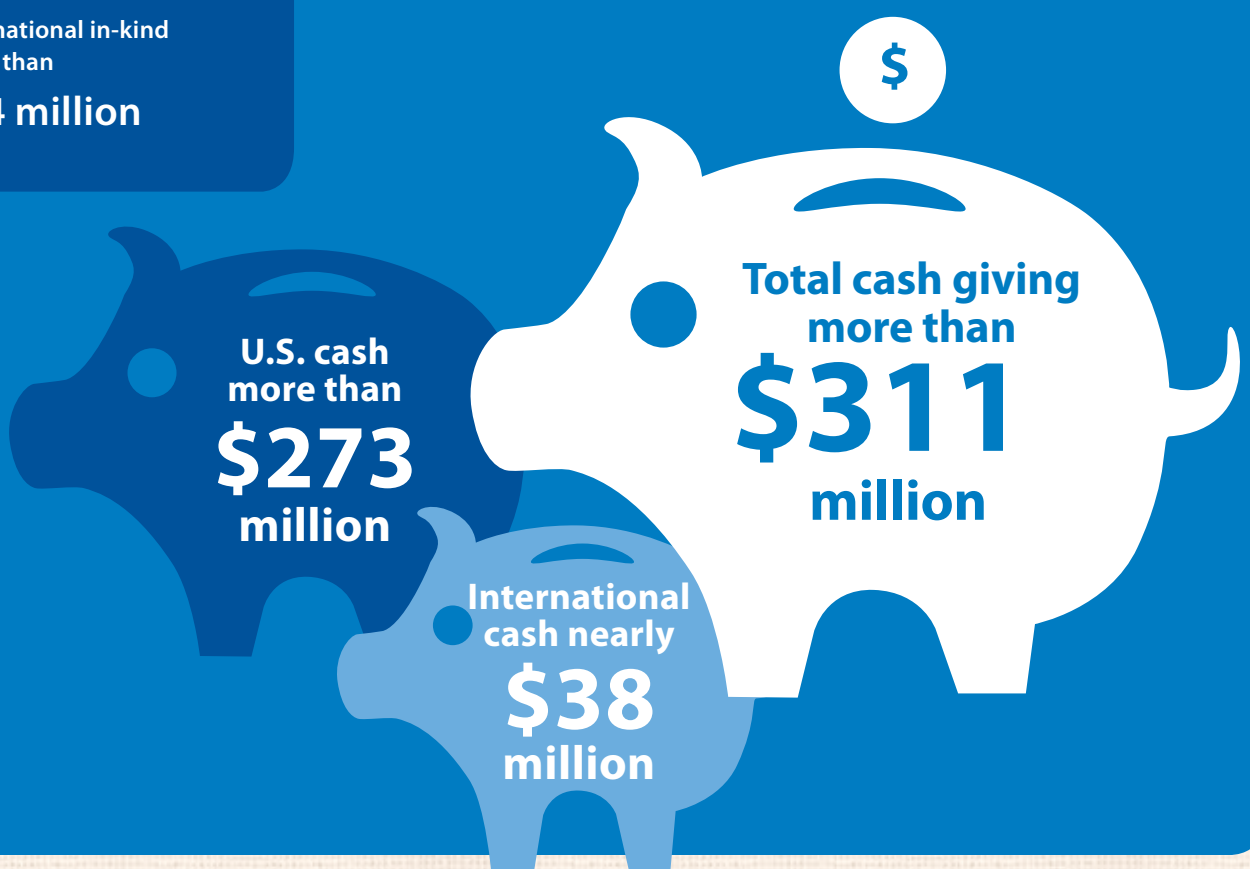 in-kind
than
million
$
Total cash giving
more than
$311
million
U.S. cash
more than
$273
million
International
cash nearly
$38
million